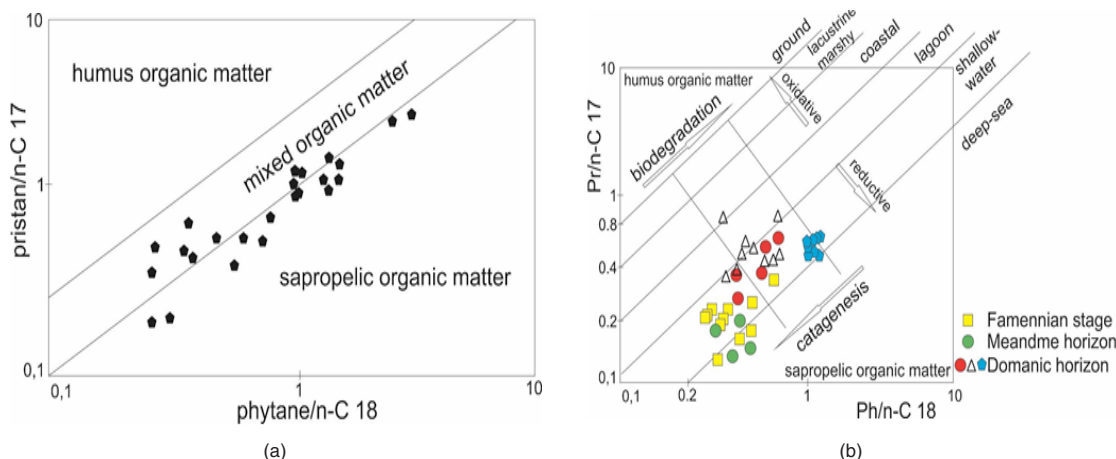 10
humus organic matter
mixed organic matter
1
pristan/n-C 17
sapropelic organic matter
0,1
0,1
1
10
phytane/n-C 18
(a)
ground
lacustrine
marshy
coastal
lagoon
shallow-
water
deep-sea
10
humus organic matter
oxidative
biodegradation
reductive
Pr/n-C 17
1
0.8
0.4
0.2
0,1
catagenesis
Famennian stage
Meandme horizon
Domanic horizon
sapropelic organic matter
0,1
0.2
1
10
Ph/n-C 18
(b)